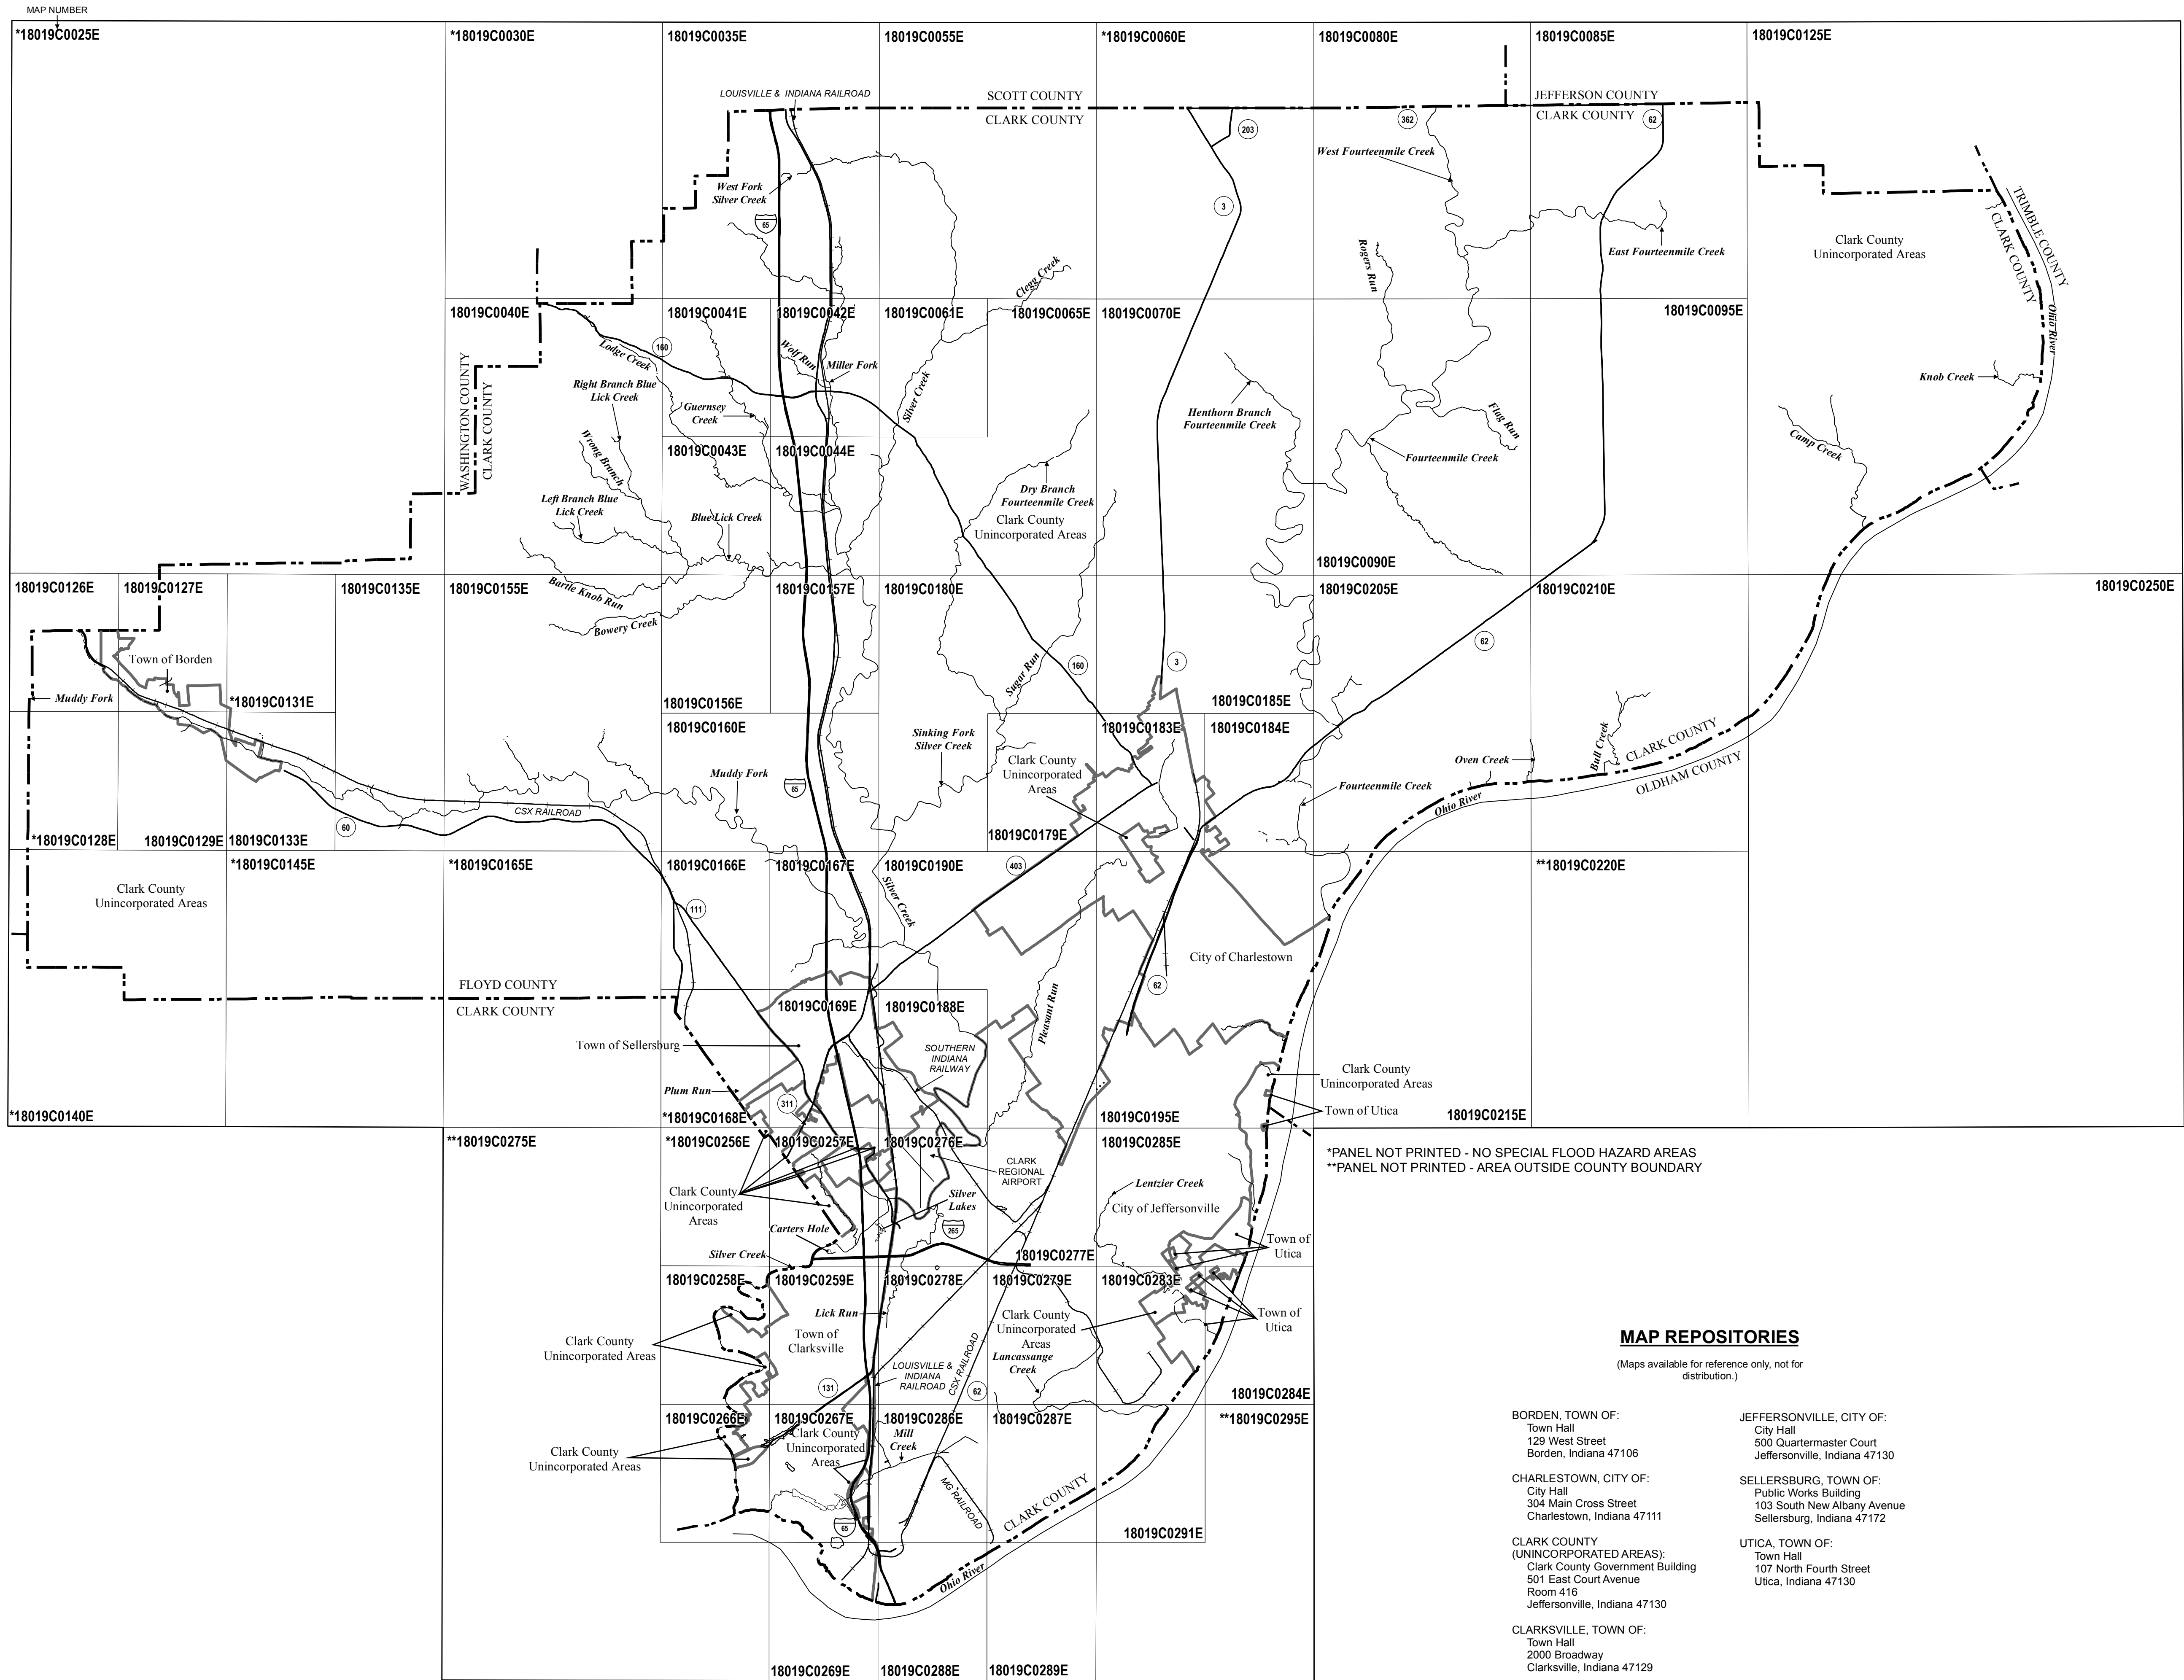 MAP NUMBER
*18019C0025E
*18019C0030E
18019C0035E
18019C0055E
*18019C0060E
18019C0080E
18019C0085E
18019C0125E
LOUISVILLE & INDIANA RAILROAD
SCOTT COUNTY
CLARK COUNTY
JEFFERSON COUNTY
CLARK COUNTY
203
362
62
West Fourteenmile Creek
West Fork
Silver Creek
65
3
TRIMBLE COUNTY
CLARK COUNTY
Clark County
Unincorporated Areas
East Fourteenmile Creek
Rogers Run
Clegg Creek
18019C0040E
18019C0041E
18019C0042E
18019C0061E
18019C0065E
18019C0070E
18019C0095E
Ohio River
160
Lodge Creek
Wolf Run
Miller Fork
WASHINGTON COUNTY
CLARK COUNTY
Right Branch Blue
Lick Creek
Guernsey
Creek
Silver Creek
Knob Creek
Henthorn Branch
Fourteenmile Creek
Flag Run
Camp Creek
18019C0043E
18019C0044E
Wrong Branch
Fourteenmile Creek
Dry Branch
Fourteenmile Creek
Left Branch Blue
Lick Creek
Blue Lick Creek
Clark County
Unincorporated Areas
18019C0090E
18019C0126E
18019C0127E
18019C0135E
18019C0155E
18019C0157E
18019C0180E
18019C0205E
18019C0210E
18019C0250E
Bartle Knob Run
Bowery Creek
62
Town of Borden
160
3
Sugar Run
Muddy Fork
*18019C0131E
18019C0156E
18019C0185E
18019C0160E
18019C0183E
18019C0184E
Sinking Fork
Silver Creek
Clark County
Unincorporated
Areas
CLARK COUNTY
OLDHAM COUNTY
Bull Creek
Oven Creek
Muddy Fork
65
Fourteenmile Creek
Ohio River
CSX RAILROAD
60
*18019C0128E
18019C0129E
18019C0133E
18019C0179E
*18019C0145E
*18019C0165E
18019C0166E
18019C0167E
18019C0190E
403
**18019C0220E
Clark County
Unincorporated Areas
Silver Creek
111
City of Charlestown
62
FLOYD COUNTY
CLARK COUNTY
18019C0169E
18019C0188E
Pleasant Run
Town of Sellersburg
SOUTHERN
INDIANA
RAILWAY
Clark County
Unincorporated Areas
Plum Run
311
Town of Utica
*18019C0140E
*18019C0168E
18019C0195E
18019C0215E
**18019C0275E
*18019C0256E
18019C0257E
18019C0276E
18019C0285E
*PANEL NOT PRINTED - NO SPECIAL FLOOD HAZARD AREAS
**PANEL NOT PRINTED - AREA OUTSIDE COUNTY BOUNDARY
CLARK
REGIONAL
AIRPORT
Clark County
Unincorporated
Areas
Silver
Lakes
Lentzier Creek
City of Jeffersonville
Carters Hole
265
Town of
Utica
Silver Creek
18019C0277E
18019C0258E
18019C0259E
18019C0278E
18019C0279E
18019C0283E
Lick Run
Clark County
Unincorporated
Areas
Town of
Utica
Town of
Clarksville
Clark County
Unincorporated Areas
LOUISVILLE &
INDIANA
RAILROAD
CSX RAILROAD
Lancassange
Creek
131
62
18019C0284E
18019C0266E
18019C0267E
18019C0286E
18019C0287E
**18019C0295E
Clark County
Unincorporated
Areas
Mill
Creek
Clark County
Unincorporated Areas
MG RAILROAD
CLARK COUNTY
65
18019C0291E
Ohio River
18019C0269E
18019C0288E
18019C0289E
MAP REPOSITORIES
(Maps available for reference only, not for
distribution.)
BORDEN, TOWN OF:
Town Hall
129 West Street
Borden, Indiana 47106
CHARLESTOWN, CITY OF:
City Hall
304 Main Cross Street
Charlestown, Indiana 47111
CLARK COUNTY
(UNINCORPORATED AREAS):
Clark County Government Building
501 East Court Avenue
Room 416
Jeffersonville, Indiana 47130
CLARKSVILLE, TOWN OF:
Town Hall
2000 Broadway
Clarksville, Indiana 47129
JEFFERSONVILLE, CITY OF:
City Hall
500 Quartermaster Court
Jeffersonville, Indiana 47130
SELLERSBURG, TOWN OF:
Public Works Building
103 South New Albany Avenue
Sellersburg, Indiana 47172
UTICA, TOWN OF:
Town Hall
107 North Fourth Street
Utica, Indiana 47130